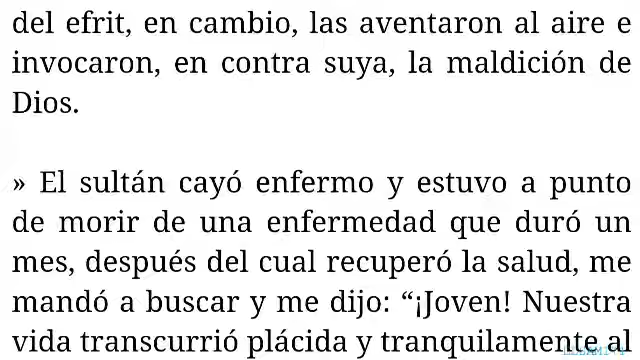 del efrit, en cambio, las aventaron al aire e
invocaron, en contra suya, la maldición de
Dios.
» El sultán cayó enfermo y estuvo a punto
de morir de una enfermedad que duró un
mes, después del cual recuperó la salud, me
mandó a buscar y me dijo: “¡Joven! Nuestra
vida transcurrió plácida y tranquilamente al